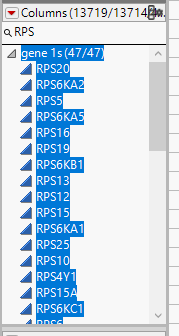 Columns (13719/13714
RPS
gene 1s (47/47)
RPS20
RPS6KA2
RPS5
RPS6KA5
RPS16
RPS19
RPS6KB1
RPS13
RPS12
RPS15
RPS6KA1
RPS25
RPS10
RPS4Y1
RPS15A
RPS6KC1